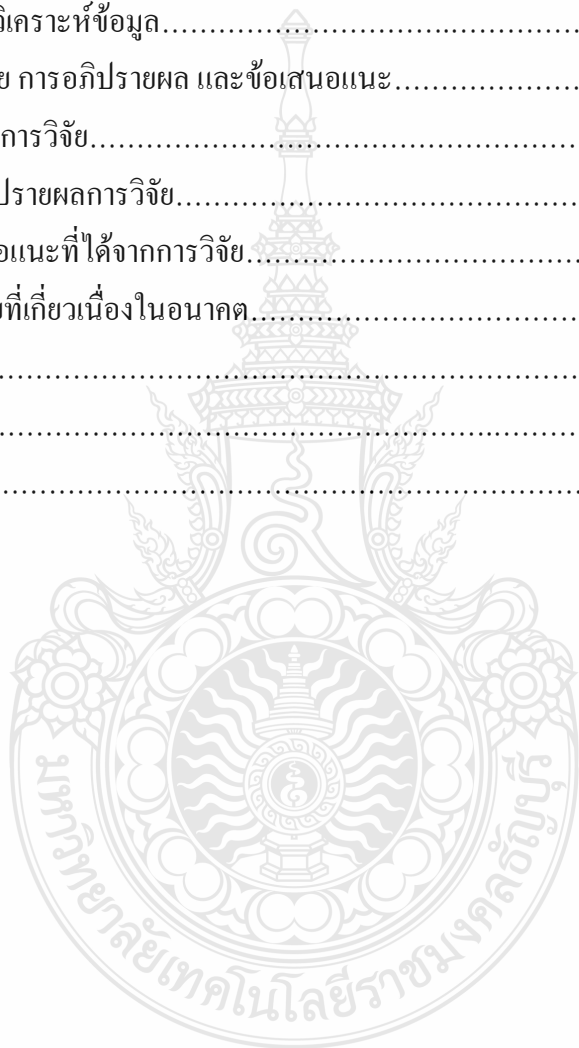 วิเคราะห์ข้อมูล................................................
ย การอภิปรายผล และข้อเสนอแนะ....................
การวิจัย..........................................................
ปรายผลการวิจัย...............................................
อแนะที่ได้จากการวิจัย.......................................
ที่เกี่ยวเนื่องในอนาคต.......................................
......................................................................
......................................................................
......................................................................
มหาวิทยาลัยเทคโนโลยีราชมงคลธัญบุรี